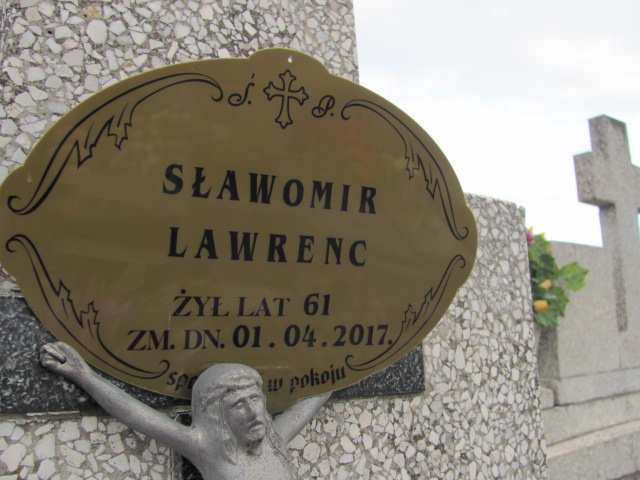 Ś. P.
SŁAWOMIR
LAWRENC
ŻYŁ LAT 61
ZM. DN. 01.04.2017.
w pokoju